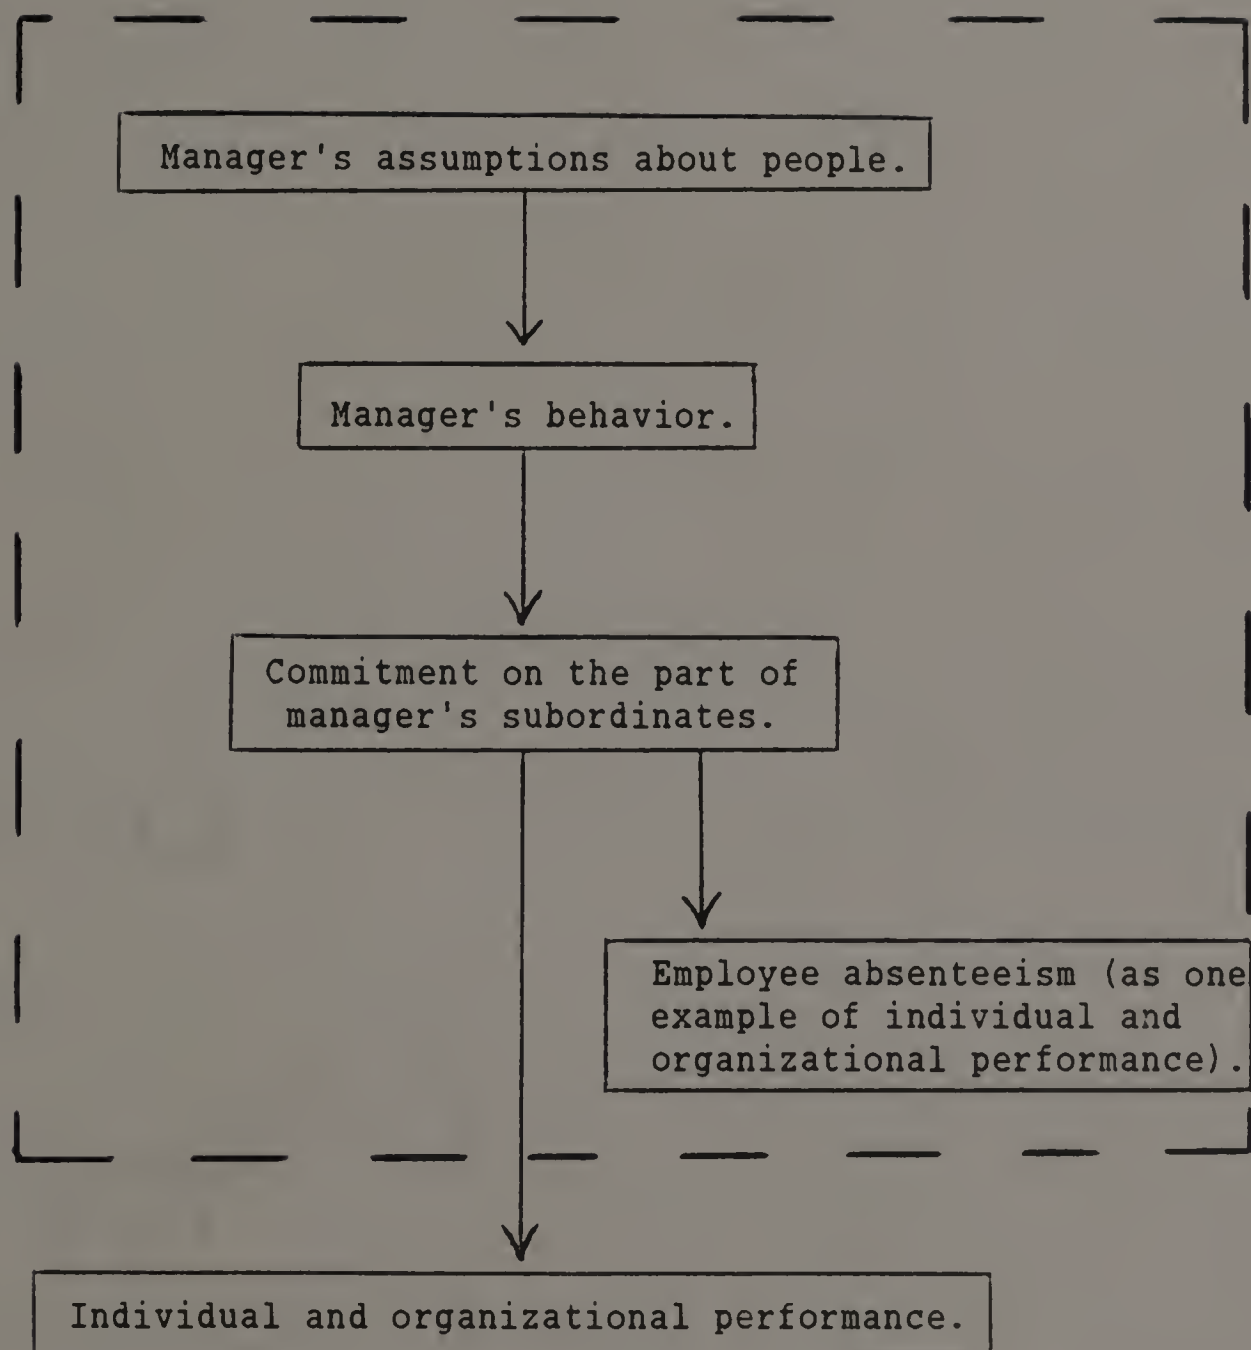 Manager's assumptions about people.
Manager's behavior.
Commitment on the part of
manager's subordinates.
Employee absenteeism (as one
example of individual and
organizational performance).
Individual and organizational performance.